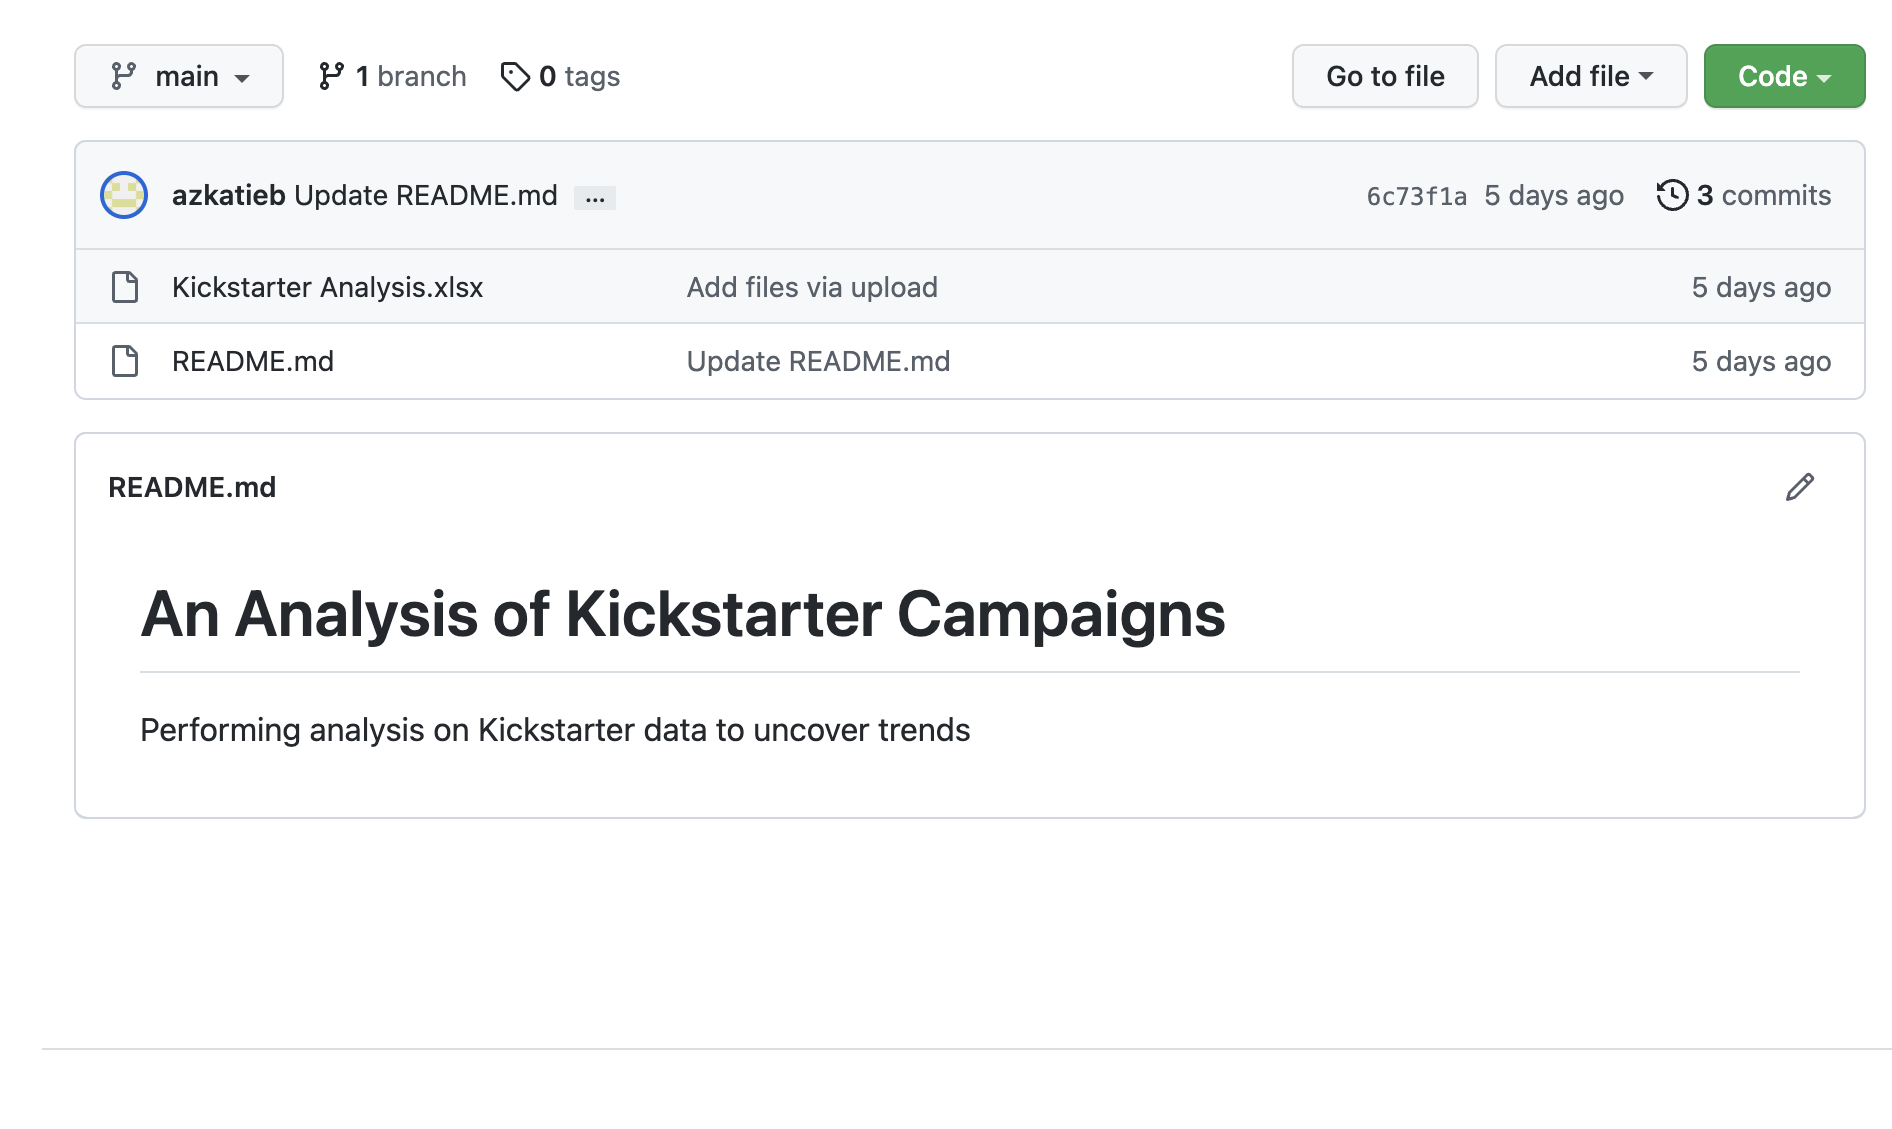 main 1 branch 0 tags Go to file Add file Code
azkatieb Update README.md ... 6c73f1a 5 days ago 3 commits
Kickstarter Analysis.xlsx Add files via upload 5 days ago
README.md Update README.md 5 days ago
README.md
An Analysis of Kickstarter Campaigns
Performing analysis on Kickstarter data to uncover trends